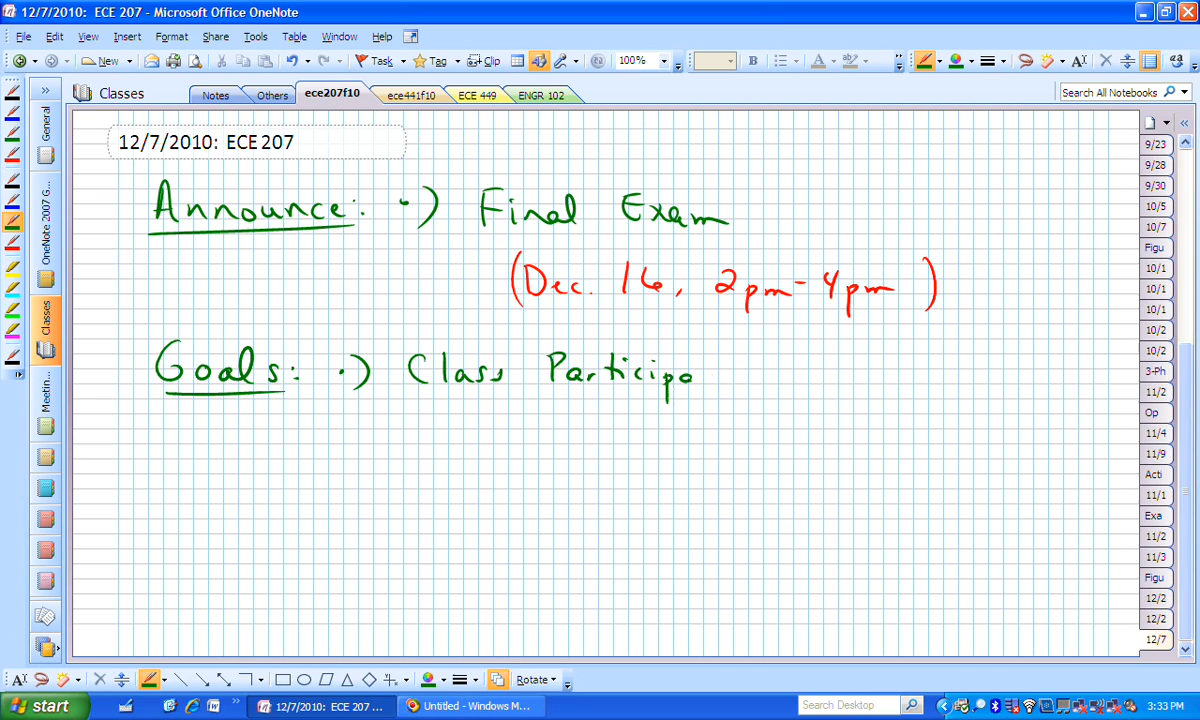 12/7/2010: ECE 207 - Microsoft Office OneNote
File Edit View Insert Format Share Tools Table Window Help
New Task Tag Clip 100% B A ab
Classes Notes Others ece207f10 ece441f10 ECE 449 ENGR 102 Search All Notebooks
General
OneNote 2007 G...
Classes
Meetin...
12/7/2010: ECE 207
Announce: •) Final Exam
(Dec. 16, 2pm-4pm )
Goals: •) Class Participa
9/23
9/28
9/30
10/5
10/7
Figu
10/1
10/1
10/1
10/2
10/2
3-Ph
11/2
Op
11/4
11/9
Acti
11/1
Exa
11/2
11/3
Figu
12/2
12/2
12/7
Rotate
start 12/7/2010: ECE 207 ... Untitled - Windows M... Search Desktop 3:33 PM